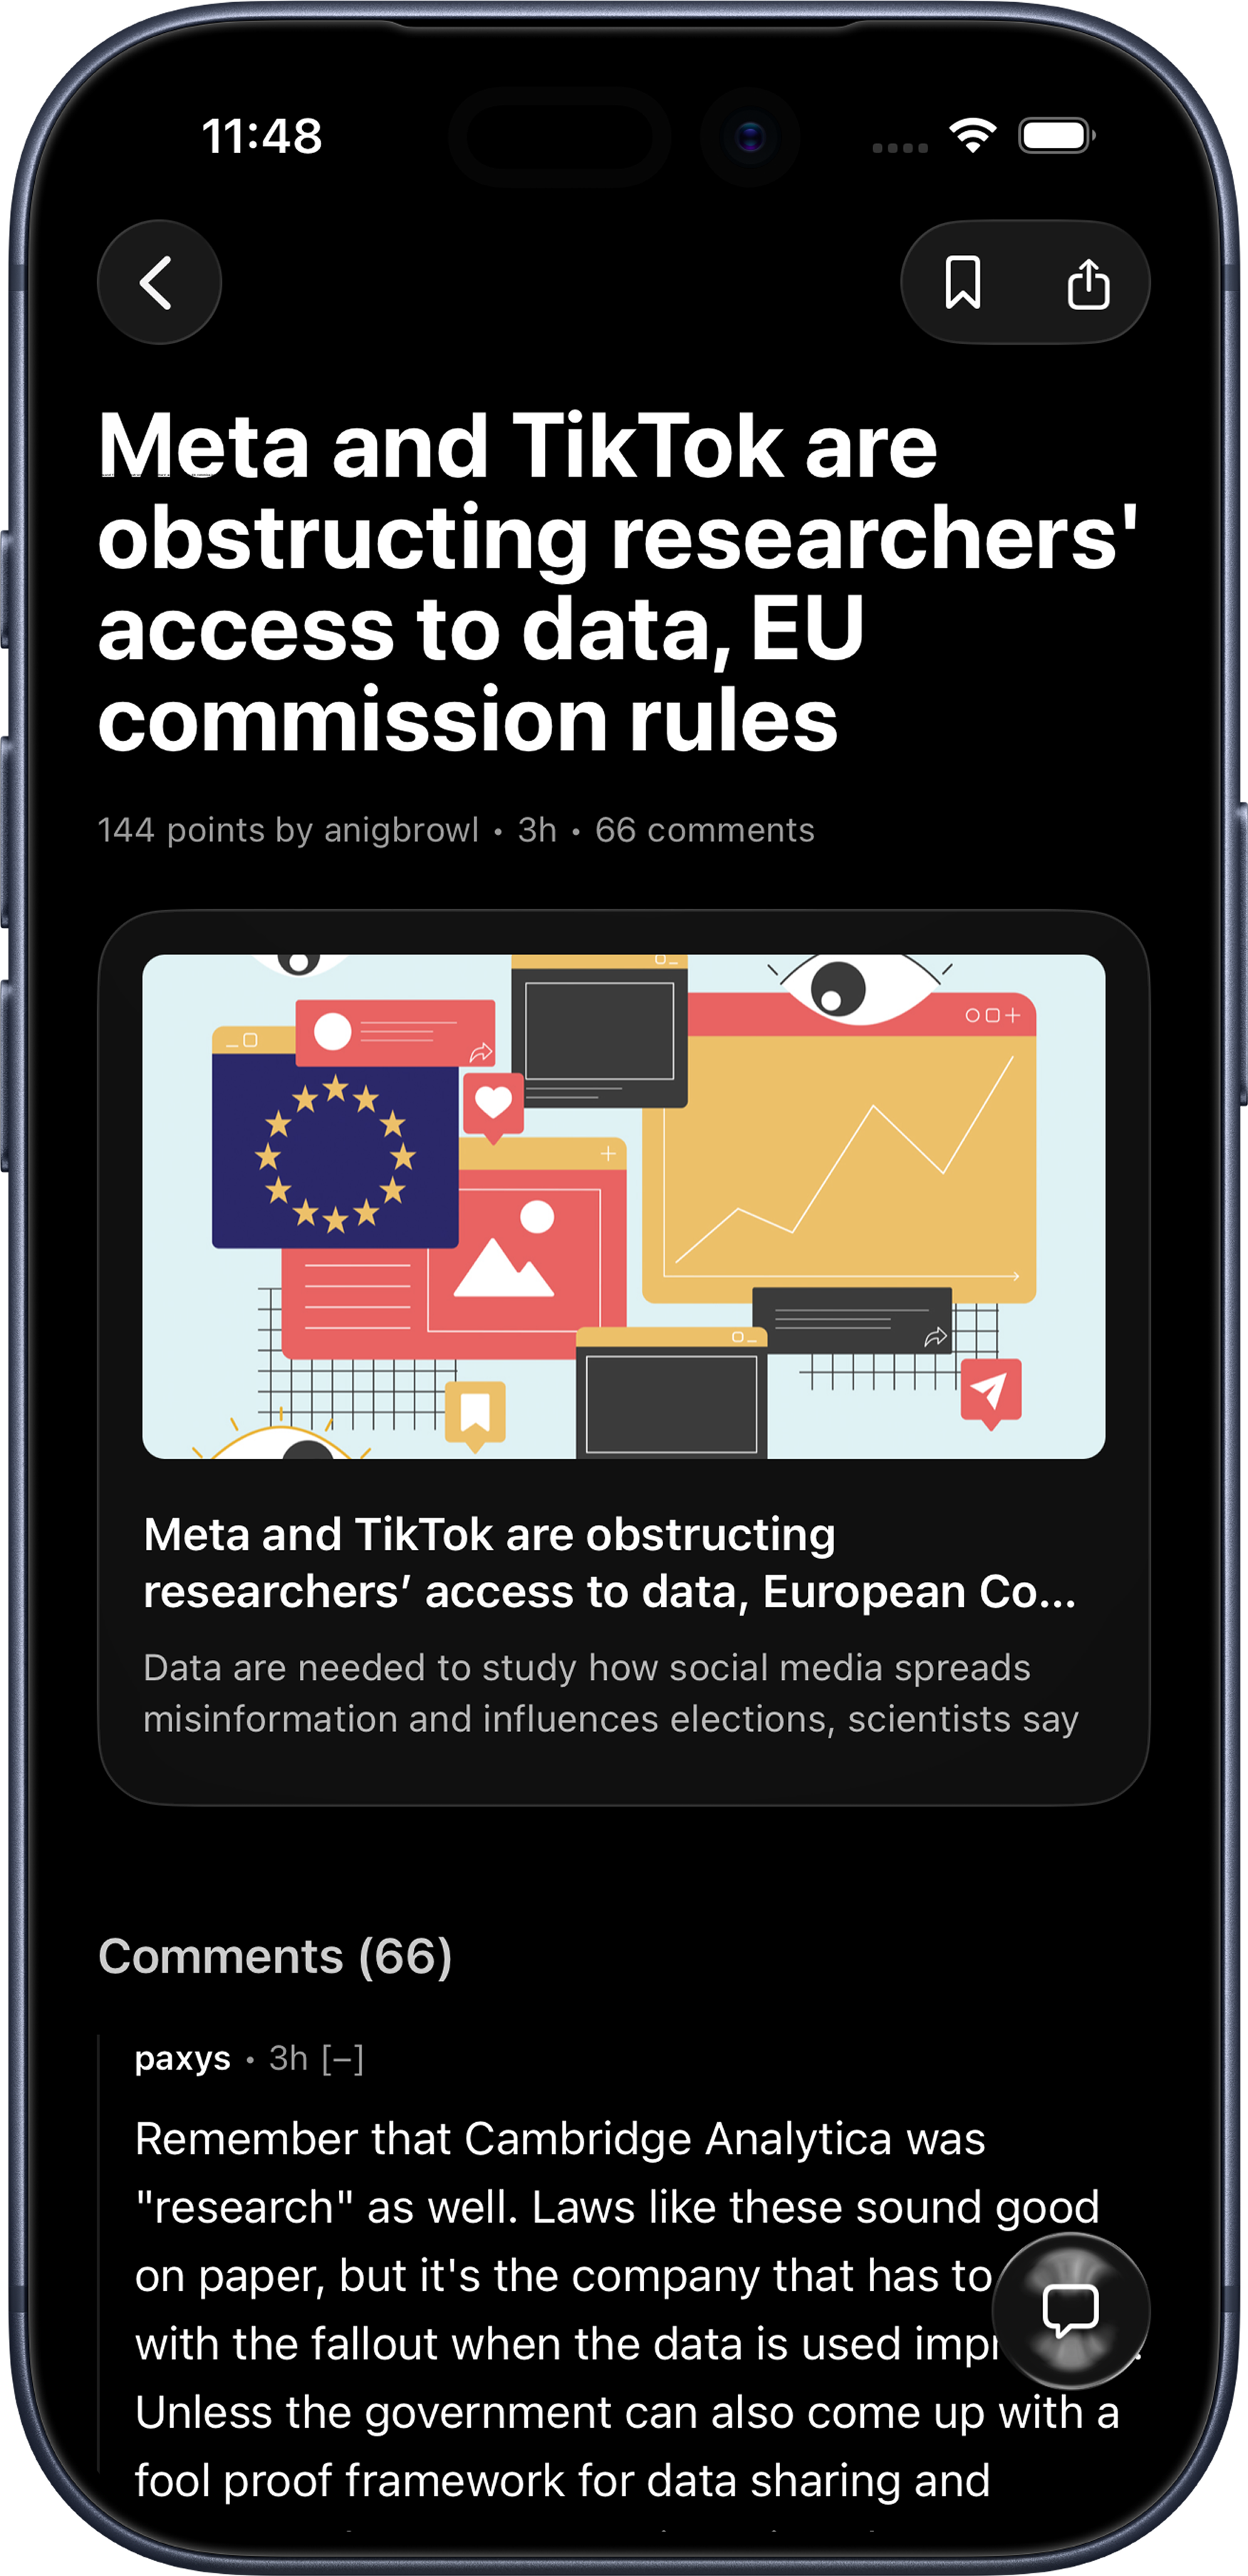 11:48
Meta and TikTok are
obstructing researchers'
access to data, EU
commission rules
144 points by anigbrowl • 3h • 66 comments
Meta and TikTok are obstructing
researchers’ access to data, European Co...
Data are needed to study how social media spreads
misinformation and influences elections, scientists say
Comments (66)
paxys • 3h [–]
Remember that Cambridge Analytica was
"research" as well. Laws like these sound good
on paper, but it's the company that has to
with the fallout when the data is used
Unless the government can also come up with a
fool proof framework for data sharing and